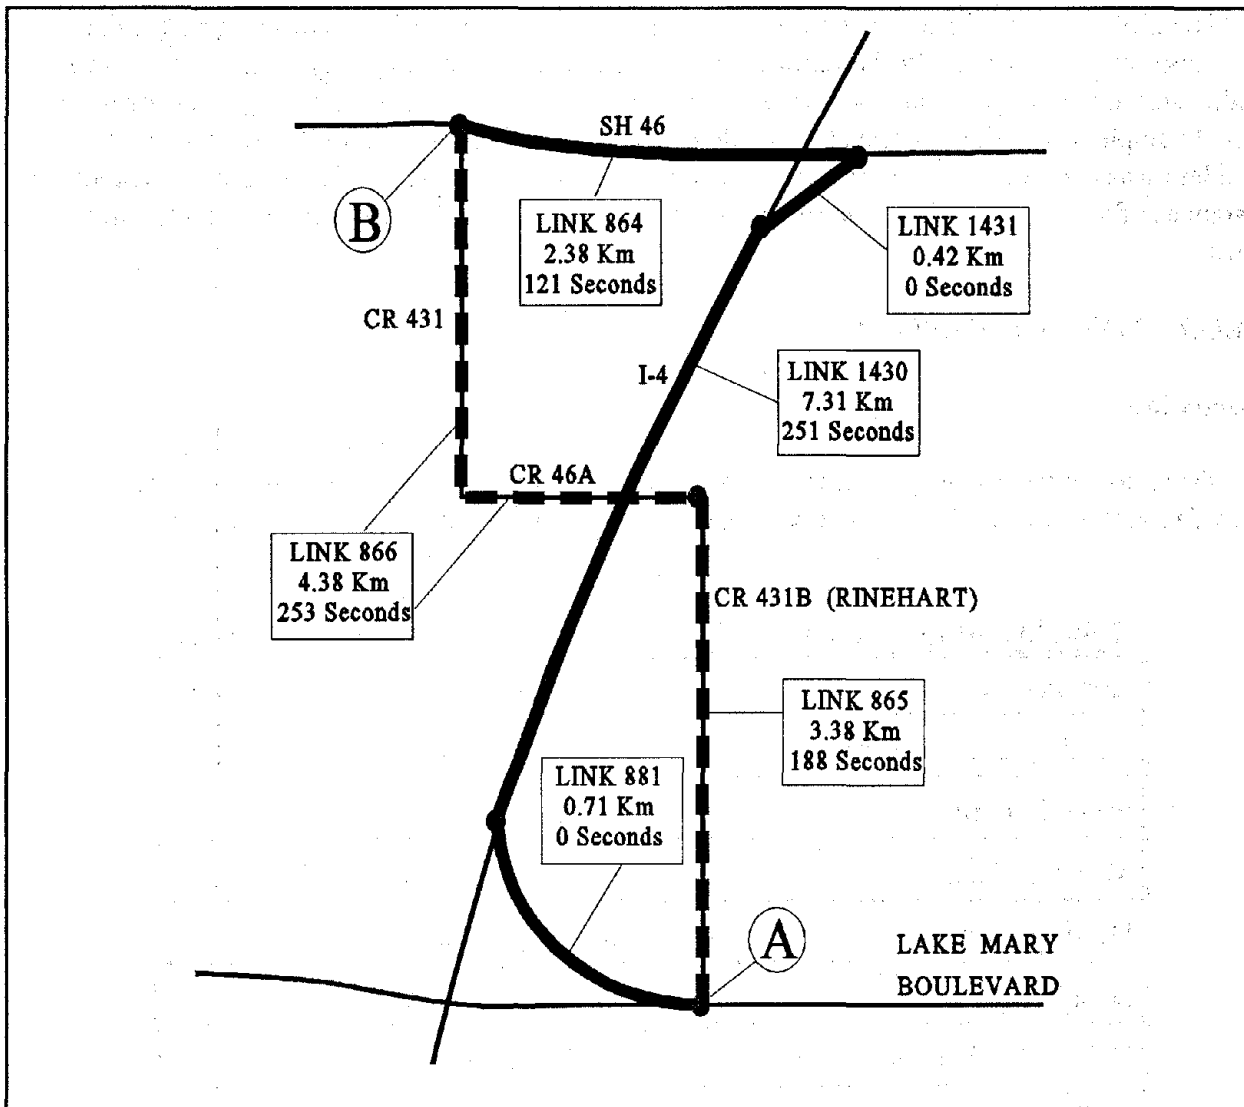 SH 46
B
LINK 864
2.38 Km
121 Seconds
LINK 1431
0.42 Km
0 Seconds
CR 431
I-4
LINK 1430
7.31 Km
251 Seconds
CR 46A
LINK 866
4.38 Km
253 Seconds
CR 431B (RINEHART)
LINK 865
3.38 Km
188 Seconds
LINK 881
0.71 Km
0 Seconds
A
LAKE MARY
BOULEVARD